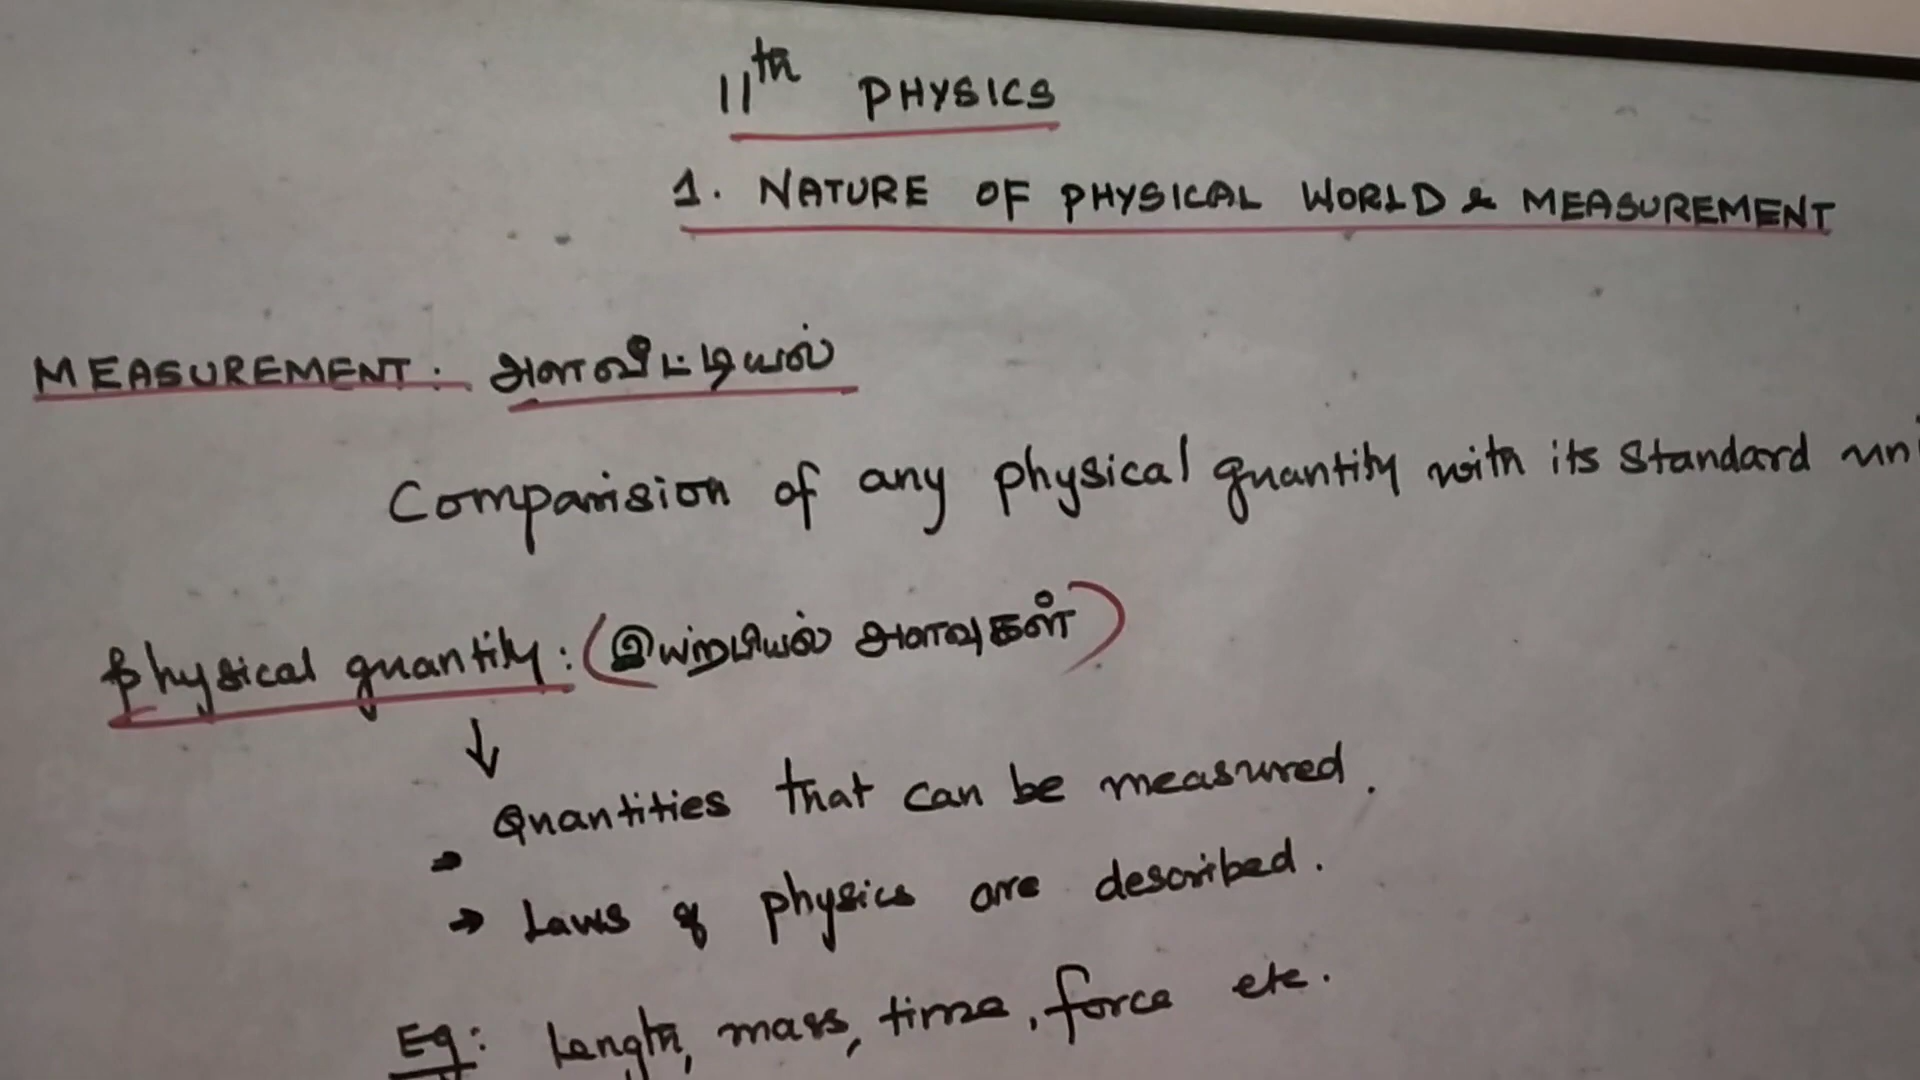 11th PHYSICS
1. NATURE OF PHYSICAL WORLD & MEASUREMENT
MEASUREMENT: அளவீட்டியல்
Comparision of any physical quantity with its standard
Physical quantity: (இயற்பியல் அளவுகள்)
↓
Quantities that can be measured.
→
→ Laws of physics are described.
Eg: Length, mass, time, force etc.